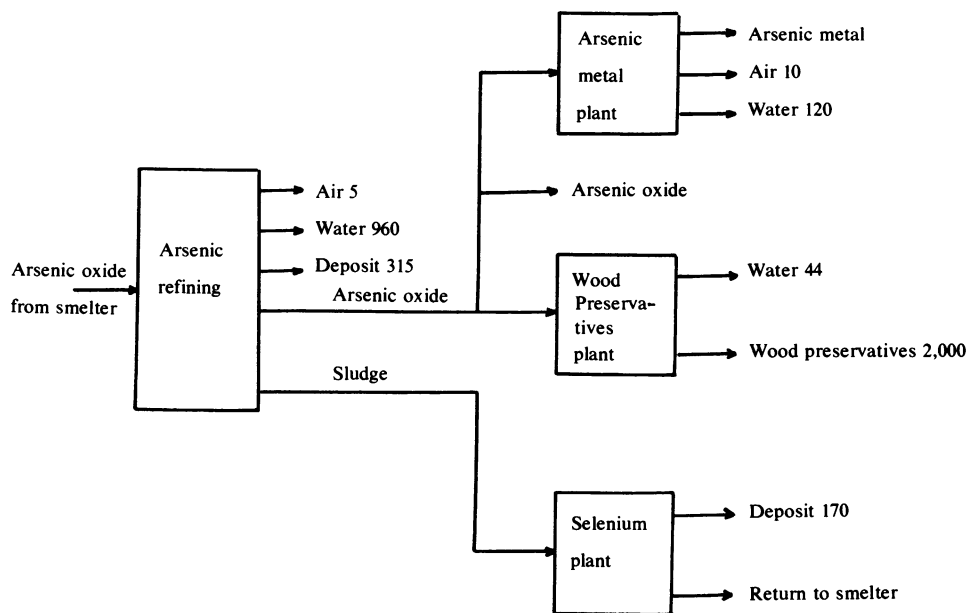 Arsenic
metal
plant
Arsenic metal
Air 10
Water 120
Arsenic oxide
Air 5
Water 960
Deposit 315
Arsenic oxide
Arsenic
refining
Arsenic oxide
from smelter
Sludge
Wood
Preserva-
tives
plant
Water 44
Wood preservatives 2,000
Selenium
plant
Deposit 170
Return to smelter